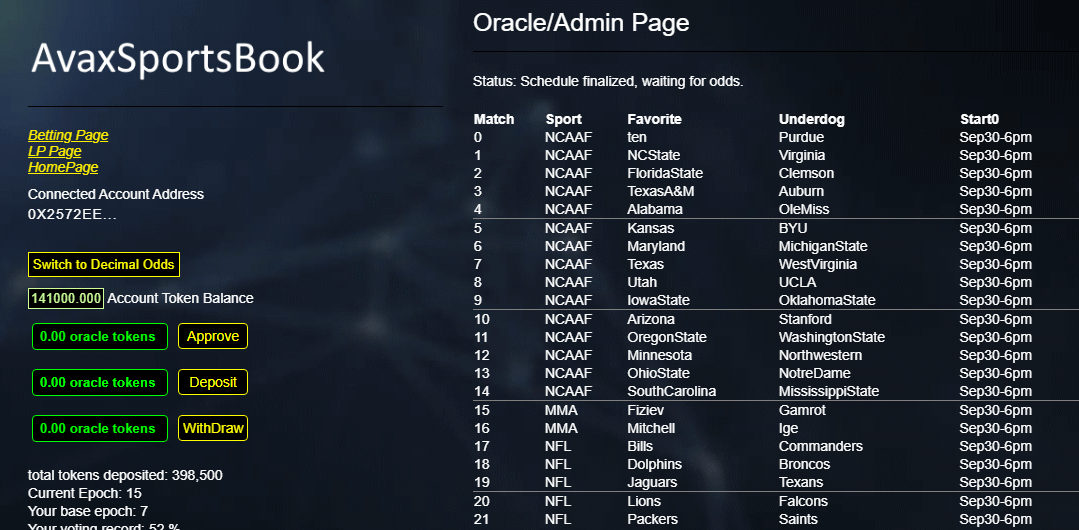 AvaxSportsBook
Betting Page
LP Page
HomePage
Connected Account Address
0X2572EE...
Switch to Decimal Odds
141000.000 Account Token Balance
0.00 oracle tokens Approve
0.00 oracle tokens Deposit
0.00 oracle tokens WithDraw
total tokens deposited: 398,500
Current Epoch: 15
Your base epoch: 7
Your voting record: 52 %
Oracle/Admin Page
Status: Schedule finalized, waiting for odds.
Match Sport Favorite Underdog Start0
0 NCAAF ten Purdue Sep30-6pm
1 NCAAF NCState Virginia Sep30-6pm
2 NCAAF FloridaState Clemson Sep30-6pm
3 NCAAF TexasA&M Auburn Sep30-6pm
4 NCAAF Alabama OleMiss Sep30-6pm
5 NCAAF Kansas BYU Sep30-6pm
6 NCAAF Maryland MichiganState Sep30-6pm
7 NCAAF Texas WestVirginia Sep30-6pm
8 NCAAF Utah UCLA Sep30-6pm
9 NCAAF IowaState OklahomaState Sep30-6pm
10 NCAAF Arizona Stanford Sep30-6pm
11 NCAAF OregonState WashingtonState Sep30-6pm
12 NCAAF Minnesota Northwestern Sep30-6pm
13 NCAAF OhioState NotreDame Sep30-6pm
14 NCAAF SouthCarolina MississippiState Sep30-6pm
15 MMA Fiziev Gamrot Sep30-6pm
16 MMA Mitchell Ige Sep30-6pm
17 NFL Bills Commanders Sep30-6pm
18 NFL Dolphins Broncos Sep30-6pm
19 NFL Jaguars Texans Sep30-6pm
20 NFL Lions Falcons Sep30-6pm
21 NFL Packers Saints Sep30-6pm